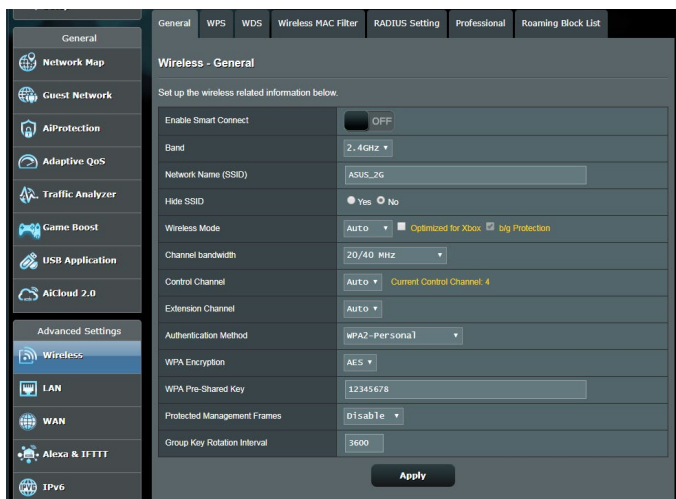 General
Network Map
Guest Network
AiProtection
Adaptive QoS
Traffic Analyzer
Game Boost
USB Application
AiCloud 2.0
Advanced Settings
Wireless
LAN
WAN
Alexa & IFTTT
IPv6
General WPS WDS Wireless MAC Filter RADIUS Setting Professional Roaming Block List
Wireless - General
Set up the wireless related information below.
Enable Smart Connect OFF
Band 2.4GHz
Network Name (SSID) ASUS_2G
Hide SSID Yes No
Wireless Mode Auto Optimized for Xbox b/g Protection
Channel bandwidth 20/40 MHz
Control Channel Auto Current Control Channel: 4
Extension Channel Auto
Authentication Method WPA2-Personal
WPA Encryption AES
WPA Pre-Shared Key 12345678
Protected Management Frames Disable
Group Key Rotation Interval 3600
Apply